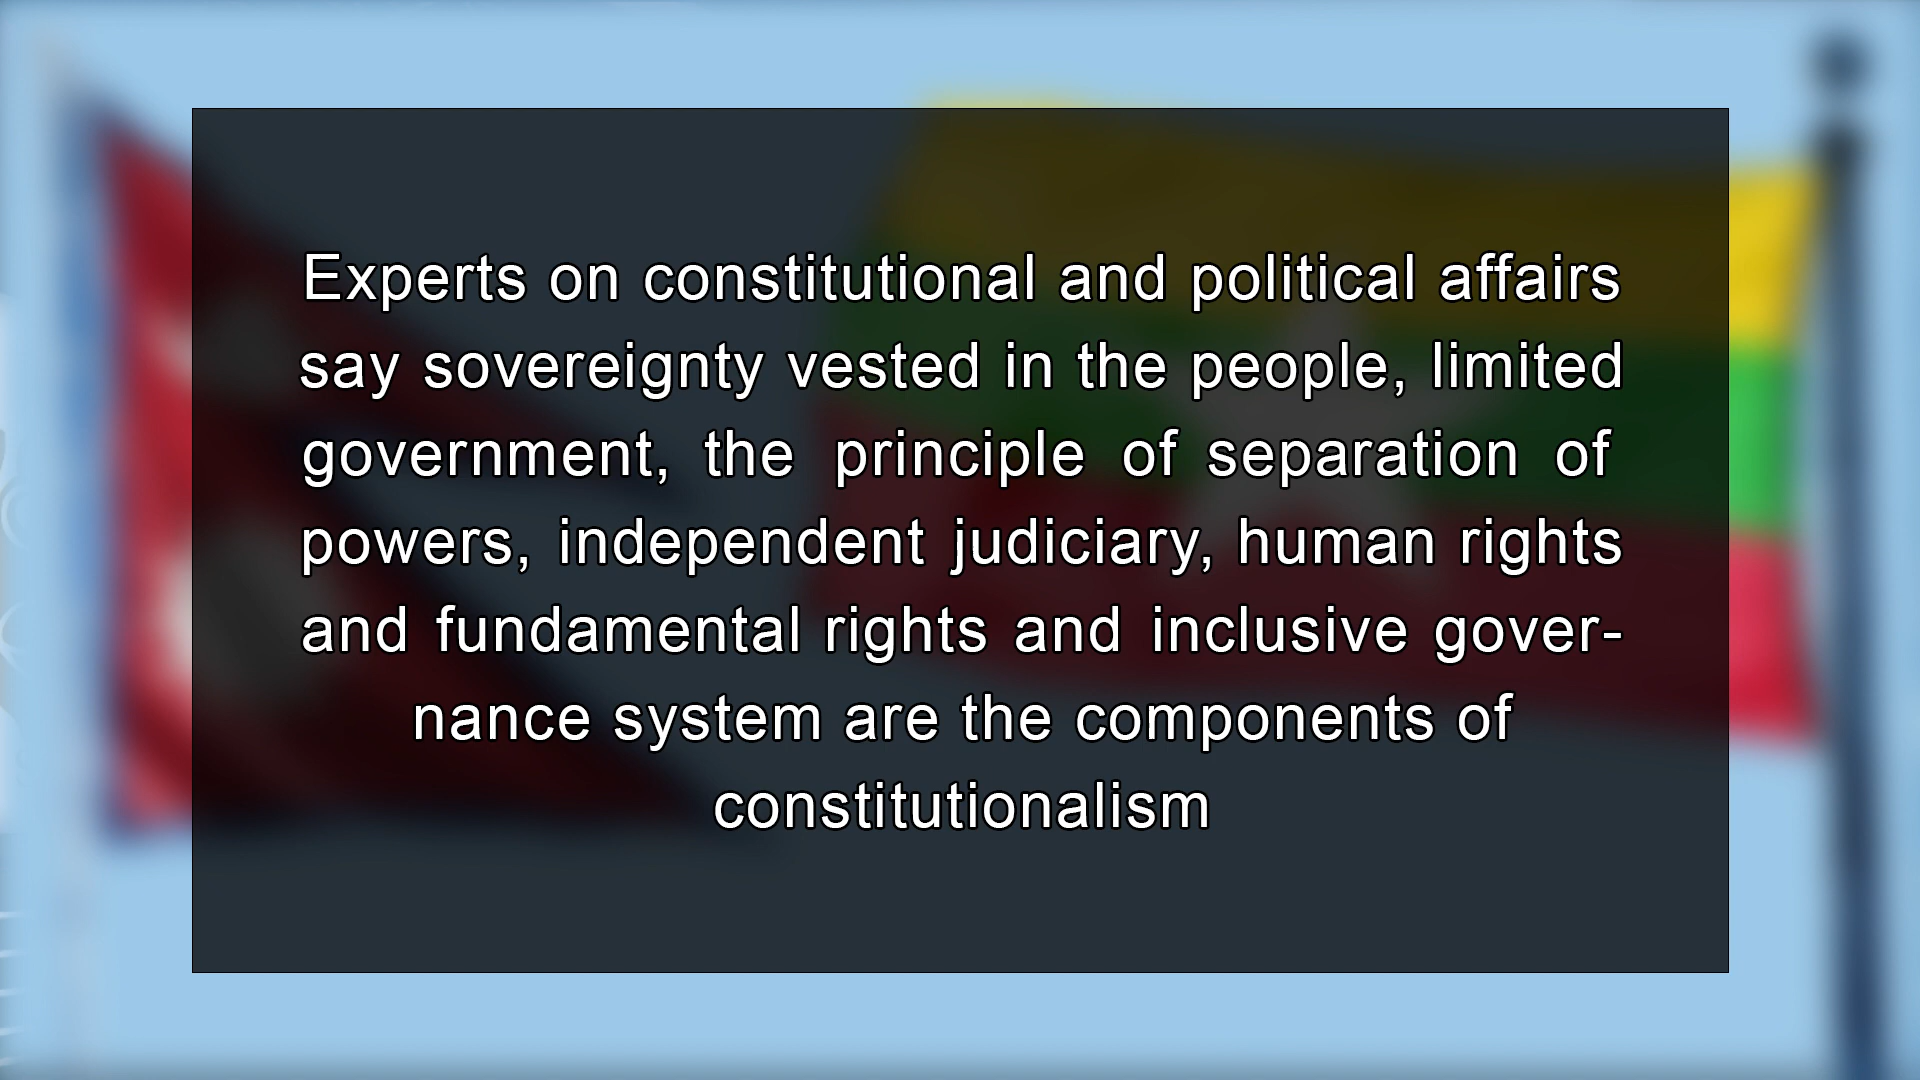 Experts on constitutional and political affairs
say sovereignty vested in the people, limited
government, the principle of separation of
powers, independent judiciary, human rights
and fundamental rights and inclusive gover-
nance system are the components of
constitutionalism